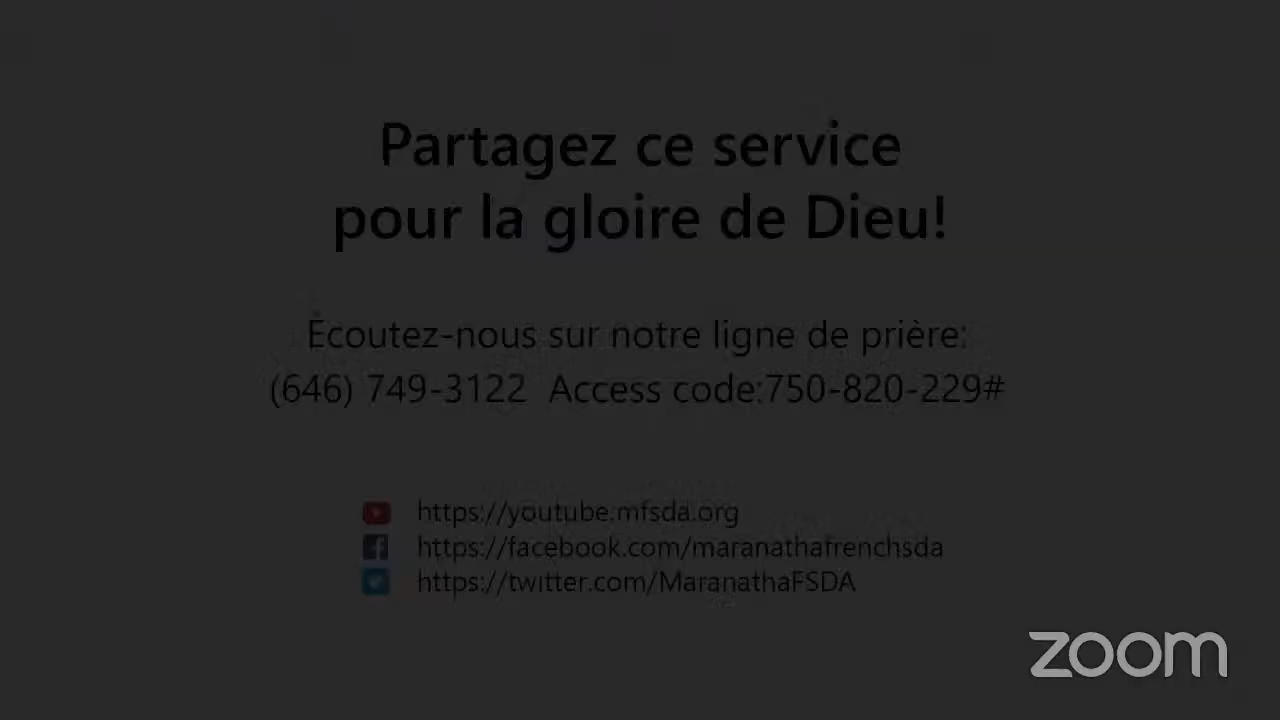 Partagez ce service
pour la gloire de Dieu!
Écoutez-nous sur notre ligne de prière:
(646) 749-3122 Access code:750-820-229#
https://youtube.mfsda.org
https://facebook.com/maranathafrenchsda
https://twitter.com/MaranathaFSDA
zoom